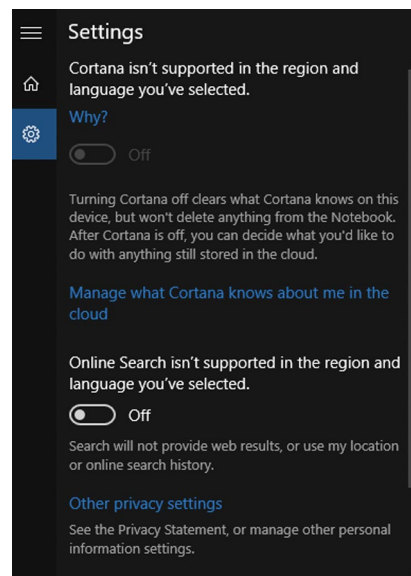 Settings
Cortana isn't supported in the region and
language you've selected.
Why?
Off
Turning Cortana off clears what Cortana knows on this
device, but won't delete anything from the Notebook.
After Cortana is off, you can decide what you'd like to
do with anything still stored in the cloud.
Manage what Cortana knows about me in the
cloud
Online Search isn't supported in the region and
language you've selected.
Off
Search will not provide web results, or use my location
or online search history.
Other privacy settings
See the Privacy Statement, or manage other personal
information settings.